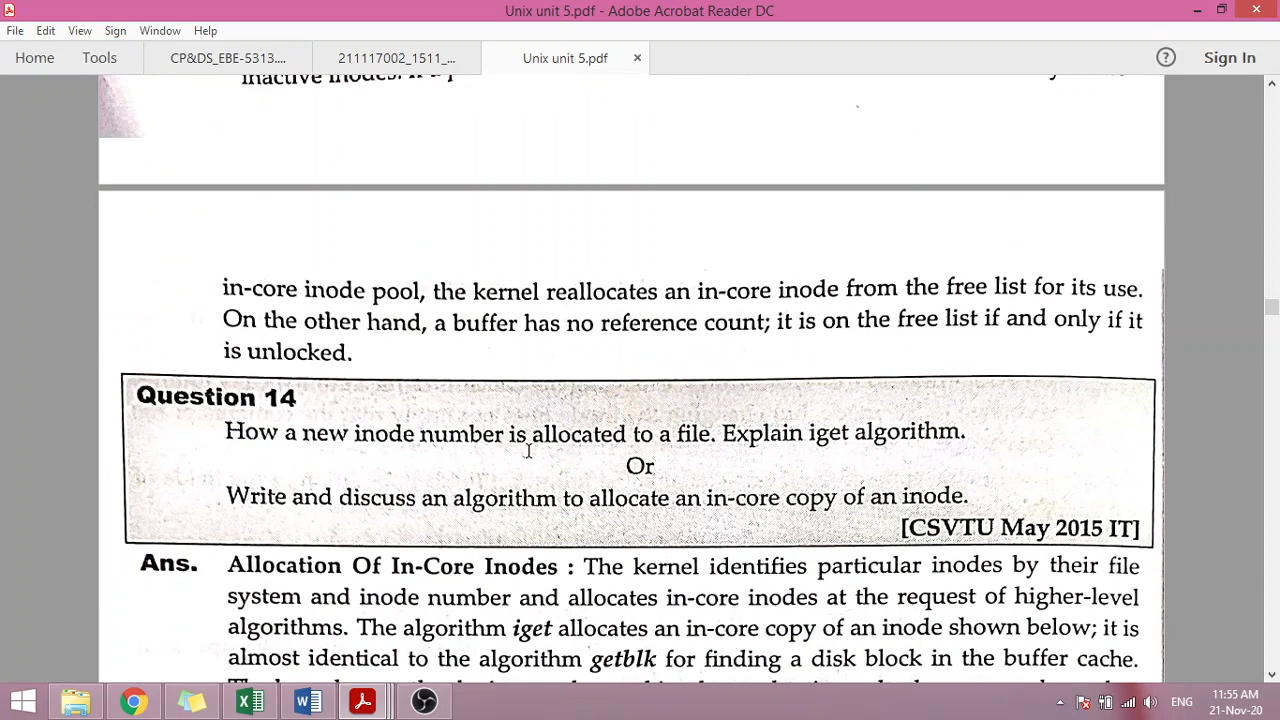 Unix unit 5.pdf - Adobe Acrobat Reader DC
File Edit View Sign Window Help
Home Tools CP&DS_EBE-5313.... 211117002_1511_... Unix unit 5.pdf Sign In
inactive inodes.
in-core inode pool, the kernel reallocates an in-core inode from the free list for its use.
On the other hand, a buffer has no reference count; it is on the free list if and only if it
is unlocked.
Question 14
How a new inode number is allocated to a file. Explain iget algorithm.
Or
Write and discuss an algorithm to allocate an in-core copy of an inode.
[CSVTU May 2015 IT]
Ans. Allocation Of In-Core Inodes : The kernel identifies particular inodes by their file
system and inode number and allocates in-core inodes at the request of higher-level
algorithms. The algorithm iget allocates an in-core copy of an inode shown below; it is
almost identical to the algorithm getblk for finding a disk block in the buffer cache.
ENG
11:55 AM
21-Nov-20